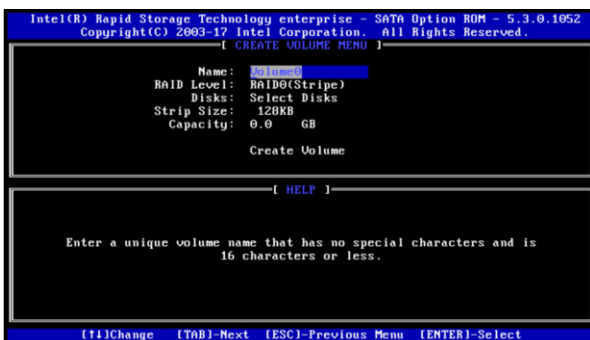 Intel(R) Rapid Storage Technology enterprise - SATA Option ROM - 5.3.0.1052
Copyright(C) 2003-17 Intel Corporation. All Rights Reserved.
[ CREATE VOLUME MENU ]
Name: Volume0
RAID Level: RAID0(Stripe)
Disks: Select Disks
Strip Size: 128KB
Capacity: 0.0 GB
Create Volume
[ HELP ]
Enter a unique volume name that has no special characters and is
16 characters or less.
[↑↓]Change [TAB]-Next [ESC]-Previous Menu [ENTER]-Select